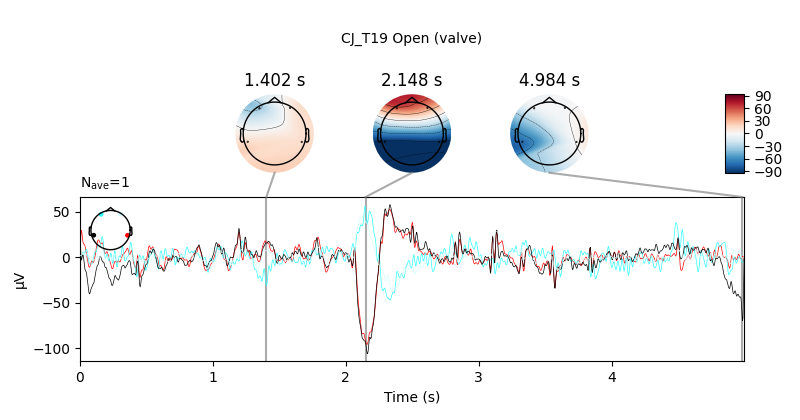 CJ_T19 Open (valve)
1.402 s 2.148 s 4.984 s
90
60
30
0
−30
−60
−90
Nave=1
50
0
−50
−100
µV
0 1 2 3 4
Time (s)